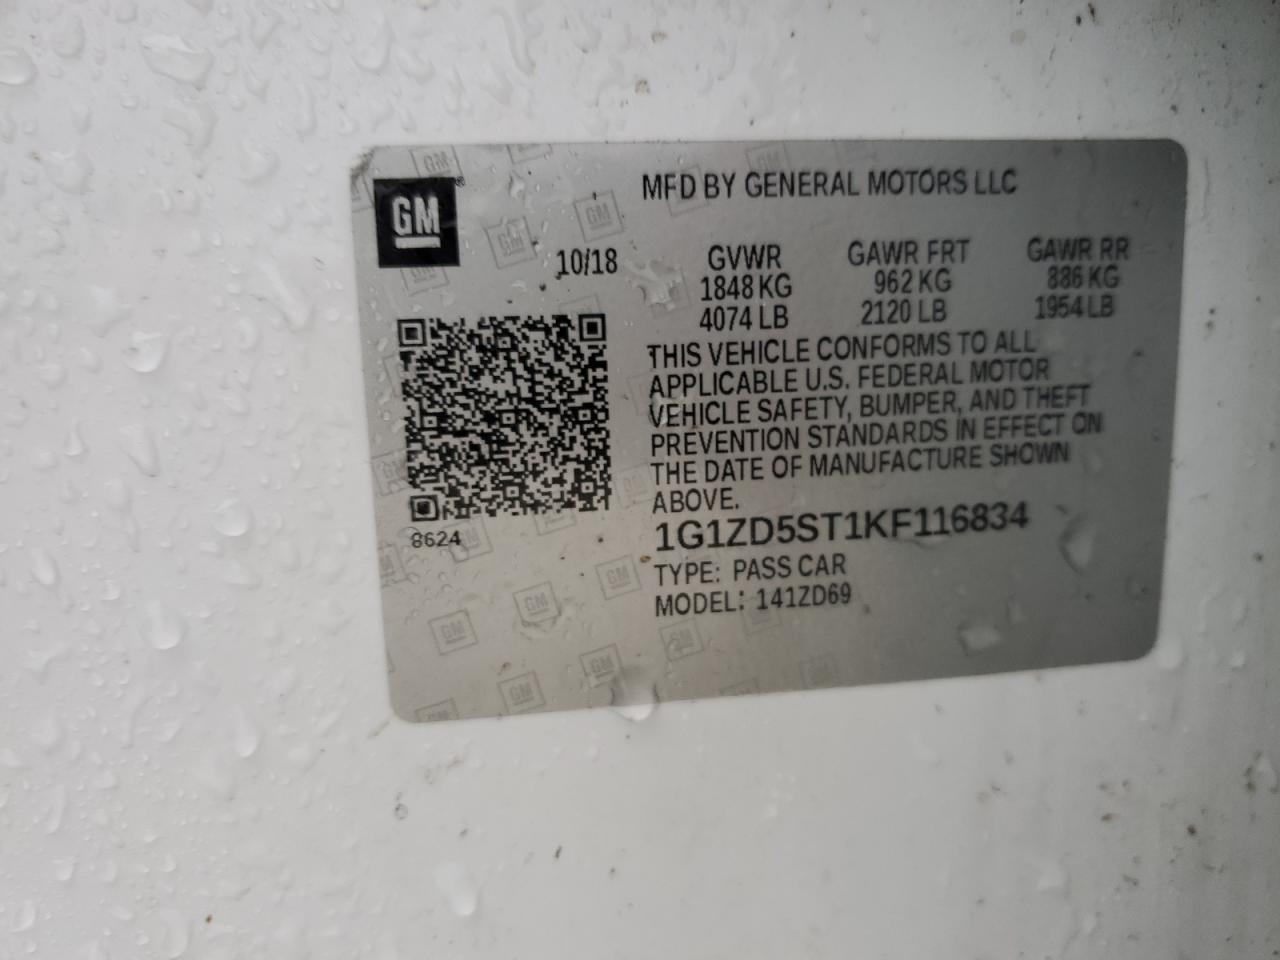 GM
MFD BY GENERAL MOTORS LLC
10/18
GVWR GAWR FRT GAWR RR
1848 KG 962 KG 886 KG
4074 LB 2120 LB 1954 LB
THIS VEHICLE CONFORMS TO ALL
APPLICABLE U.S. FEDERAL MOTOR
VEHICLE SAFETY, BUMPER, AND THEFT
PREVENTION STANDARDS IN EFFECT ON
THE DATE OF MANUFACTURE SHOWN
ABOVE.
8624
1G1ZD5ST1KF116834
TYPE: PASS CAR
MODEL: 141ZD69